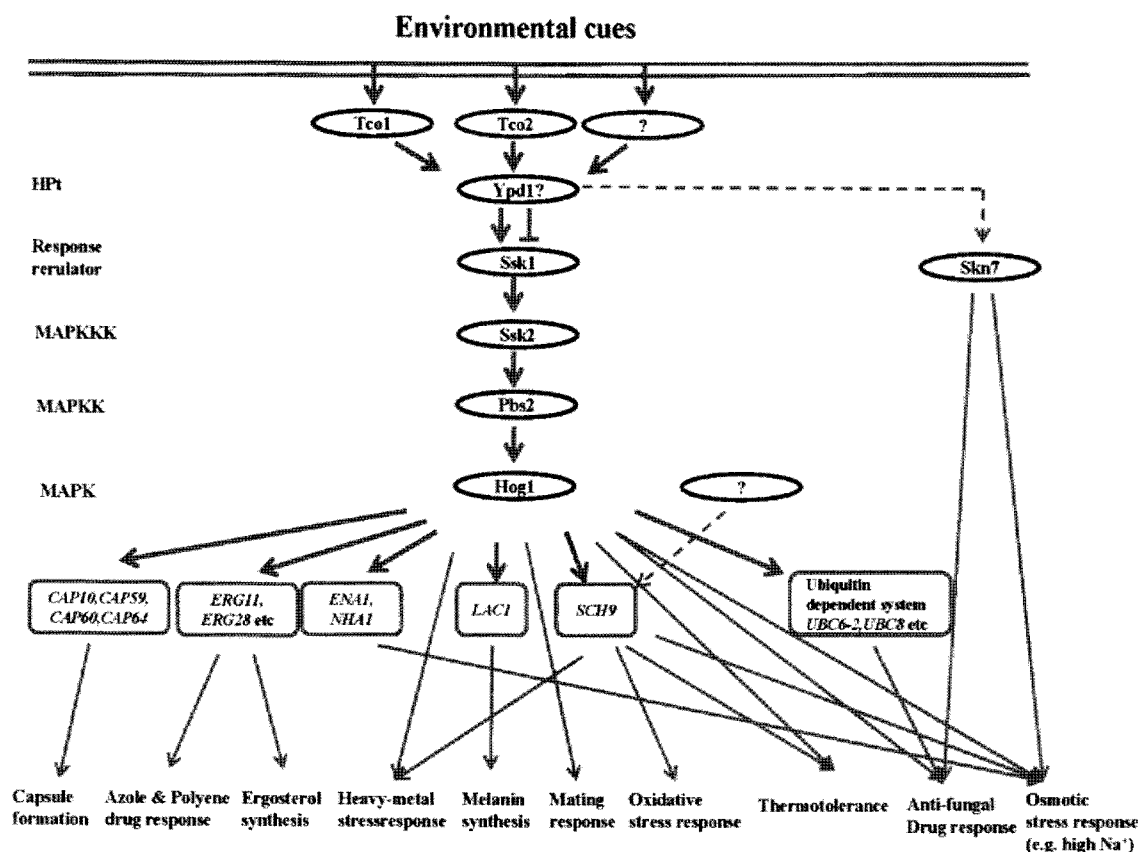 Environmental cues
Tco1
Tco2
?
HPt
Ypd1?
Response
rerulator
Ssk1
Skn7
MAPKKK
Ssk2
MAPKK
Pbs2
MAPK
Hog1
?
CAP10,CAP59,
CAP60,CAP64
ERG11,
ERG28 etc
ENA1,
NHA1
LAC1
SCH9
Ubiquitin
dependent system
UBC6-2,UBC8 etc
Capsule
formation
Azole & Polyene
drug response
Ergosterol
synthesis
Heavy-metal
stressresponse
Melanin
synthesis
Mating
response
Oxidative
stress response
Thermotolerance
Anti-fungal
Drug response
Osmotic
stress response
(e.g. high Na⁺)